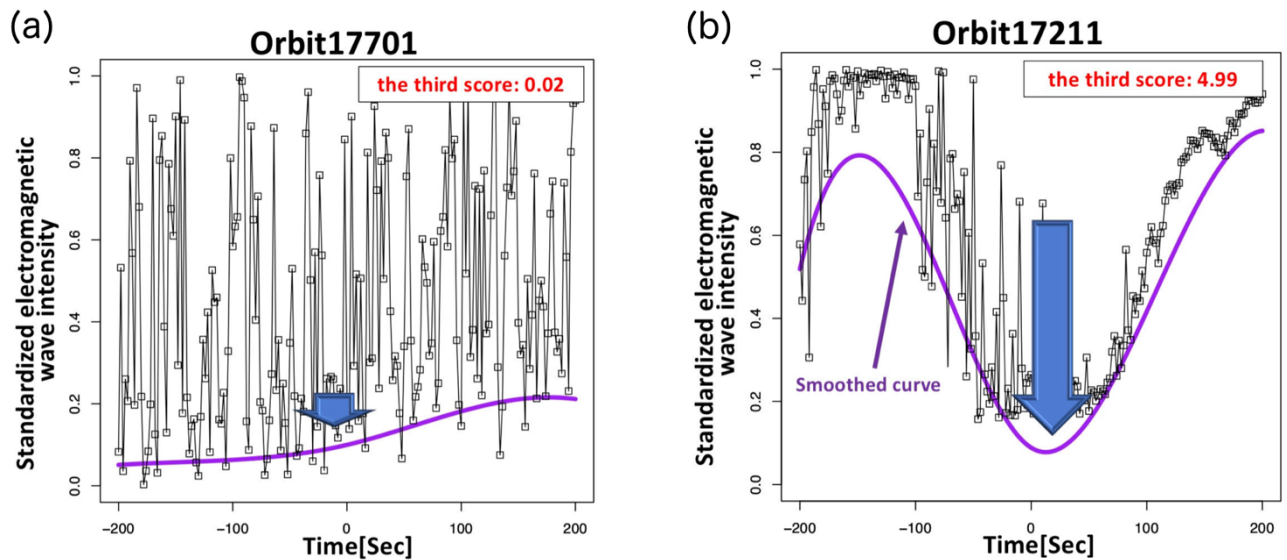 (a)
Orbit17701
the third score: 0.02
Standardized electromagnetic
wave intensity
1.0
0.8
0.6
0.4
0.2
0.0
−200
−100
0
100
200
Time[Sec]
(b)
Orbit17211
the third score: 4.99
Smoothed curve
Standardized electromagnetic
wave intensity
1.0
0.8
0.6
0.4
0.2
0.0
−200
−100
0
100
200
Time[Sec]